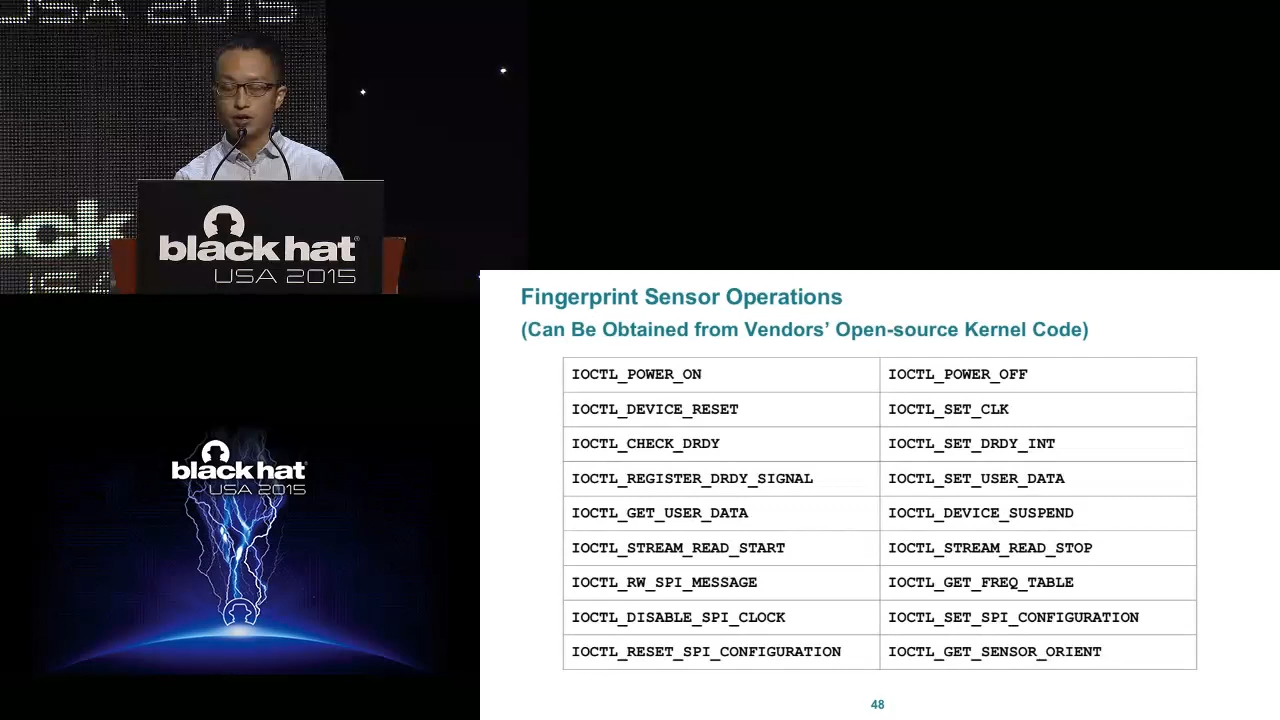 USA 2015
ack
black hat
USA 2015
Fingerprint Sensor Operations
(Can Be Obtained from Vendors’ Open-source Kernel Code)
IOCTL_POWER_ON IOCTL_POWER_OFF
IOCTL_DEVICE_RESET IOCTL_SET_CLK
IOCTL_CHECK_DRDY IOCTL_SET_DRDY_INT
IOCTL_REGISTER_DRDY_SIGNAL IOCTL_SET_USER_DATA
IOCTL_GET_USER_DATA IOCTL_DEVICE_SUSPEND
IOCTL_STREAM_READ_START IOCTL_STREAM_READ_STOP
IOCTL_RW_SPI_MESSAGE IOCTL_GET_FREQ_TABLE
IOCTL_DISABLE_SPI_CLOCK IOCTL_SET_SPI_CONFIGURATION
IOCTL_RESET_SPI_CONFIGURATION IOCTL_GET_SENSOR_ORIENT
48
black hat
USA 2015